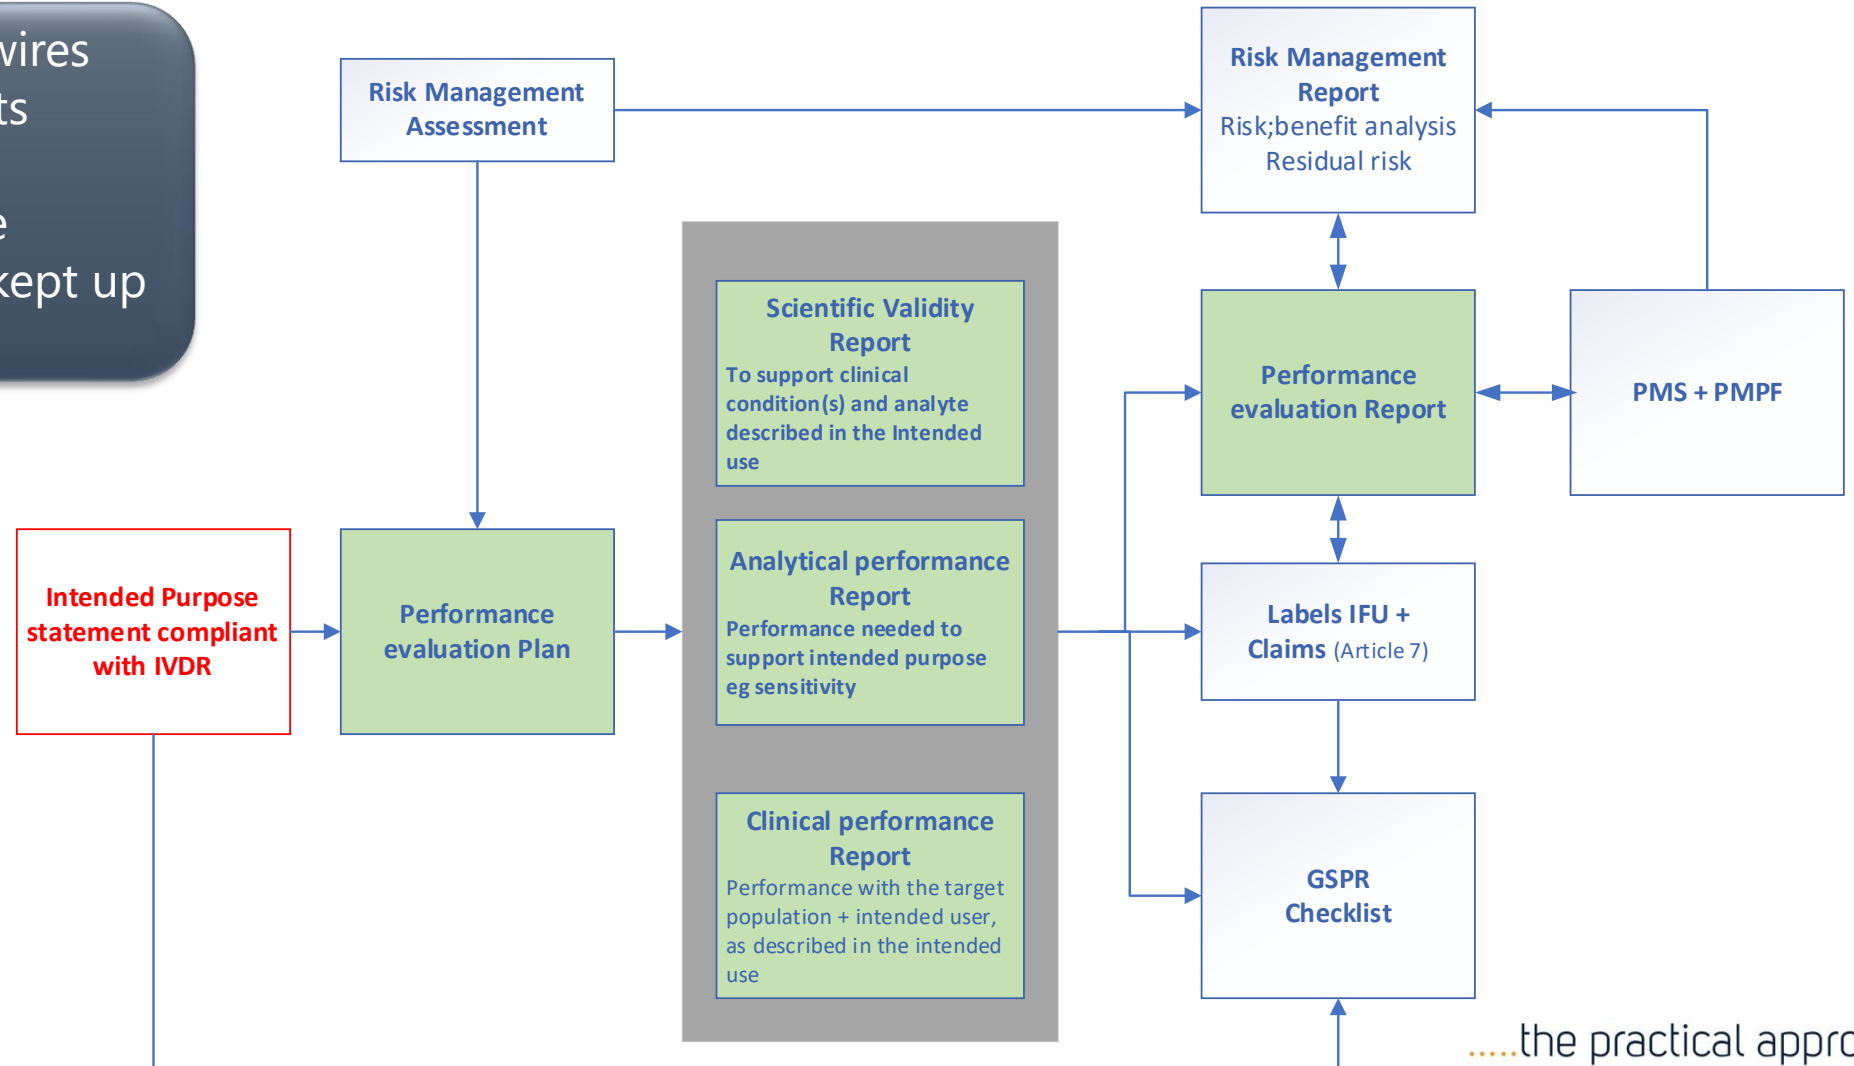 wires
ts
e
kept up
Risk Management
Assessment
Risk Management
Report
Risk;benefit analysis
Residual risk
Scientific Validity
Report
To support clinical
condition(s) and analyte
described in the Intended
use
Performance
evaluation Report
PMS + PMPF
Intended Purpose
statement compliant
with IVDR
Performance
evaluation Plan
Analytical performance
Report
Performance needed to
support intended purpose
eg sensitivity
Labels IFU +
Claims (Article 7)
Clinical performance
Report
Performance with the target
population + intended user,
as described in the intended
use
GSPR
Checklist
.....the practical appro